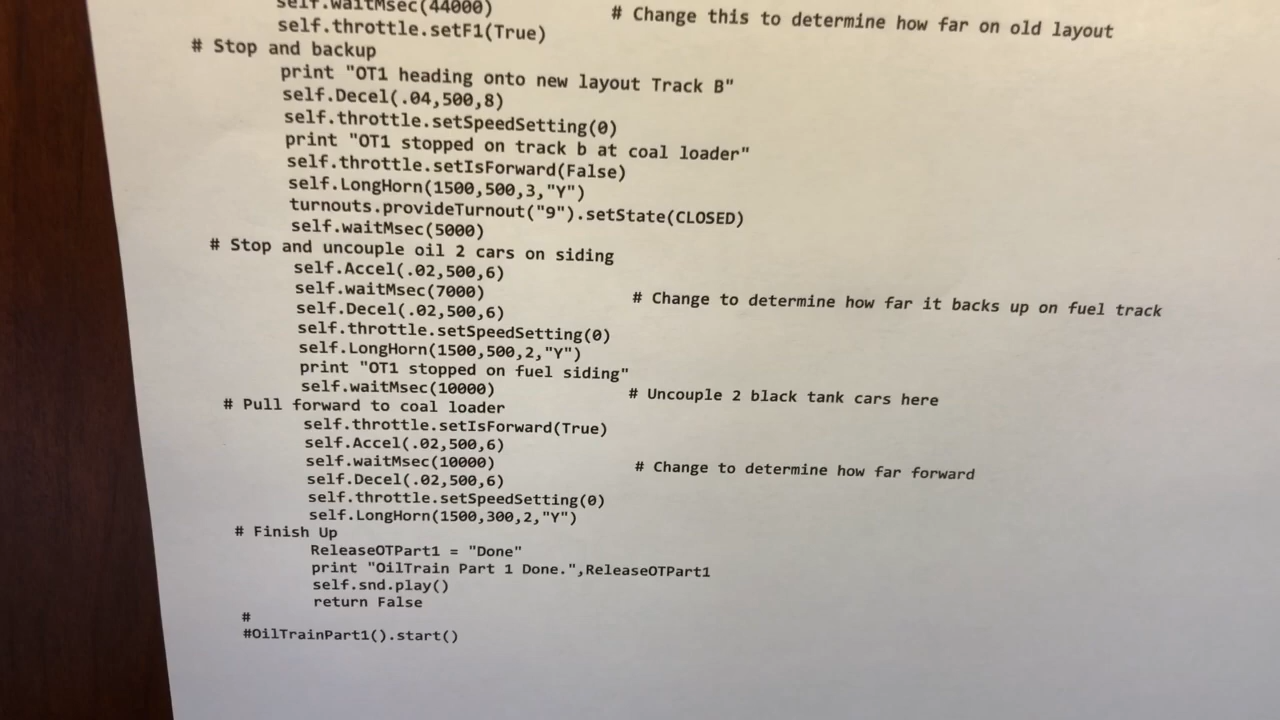 self.waitMsec(44000)
self.throttle.setF1(True) # Change this to determine how far on old layout
# Stop and backup
print "OT1 heading onto new layout Track B"
self.Decel(.04,500,8)
self.throttle.setSpeedSetting(0)
print "OT1 stopped on track b at coal loader"
self.throttle.setIsForward(False)
self.LongHorn(1500,500,3,"Y")
turnouts.provideTurnout("9").setState(CLOSED)
self.waitMsec(5000)
# Stop and uncouple oil 2 cars on siding
self.Accel(.02,500,6)
self.waitMsec(7000) # Change to determine how far it backs up on fuel track
self.Decel(.02,500,6)
self.throttle.setSpeedSetting(0)
self.LongHorn(1500,500,2,"Y")
print "OT1 stopped on fuel siding"
self.waitMsec(10000) # Uncouple 2 black tank cars here
# Pull forward to coal loader
self.throttle.setIsForward(True)
self.Accel(.02,500,6)
self.waitMsec(10000) # Change to determine how far forward
self.Decel(.02,500,6)
self.throttle.setSpeedSetting(0)
self.LongHorn(1500,300,2,"Y")
# Finish Up
ReleaseOTPart1 = "Done"
print "OilTrain Part 1 Done.",ReleaseOTPart1
self.snd.play()
return False
#
#OilTrainPart1().start()